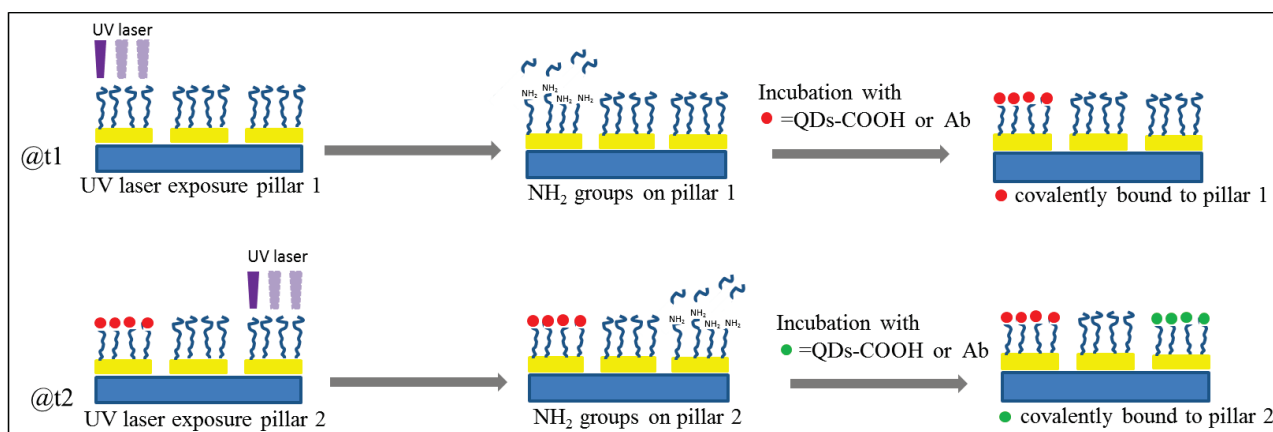 UV laser
@t1
UV laser exposure pillar 1
NH₂ NH₂ NH₂ NH₂
NH₂ groups on pillar 1
Incubation with
=QDs-COOH or Ab
covalently bound to pillar 1
UV laser
@t2
UV laser exposure pillar 2
NH₂ NH₂ NH₂ NH₂
NH₂ groups on pillar 2
Incubation with
=QDs-COOH or Ab
covalently bound to pillar 2